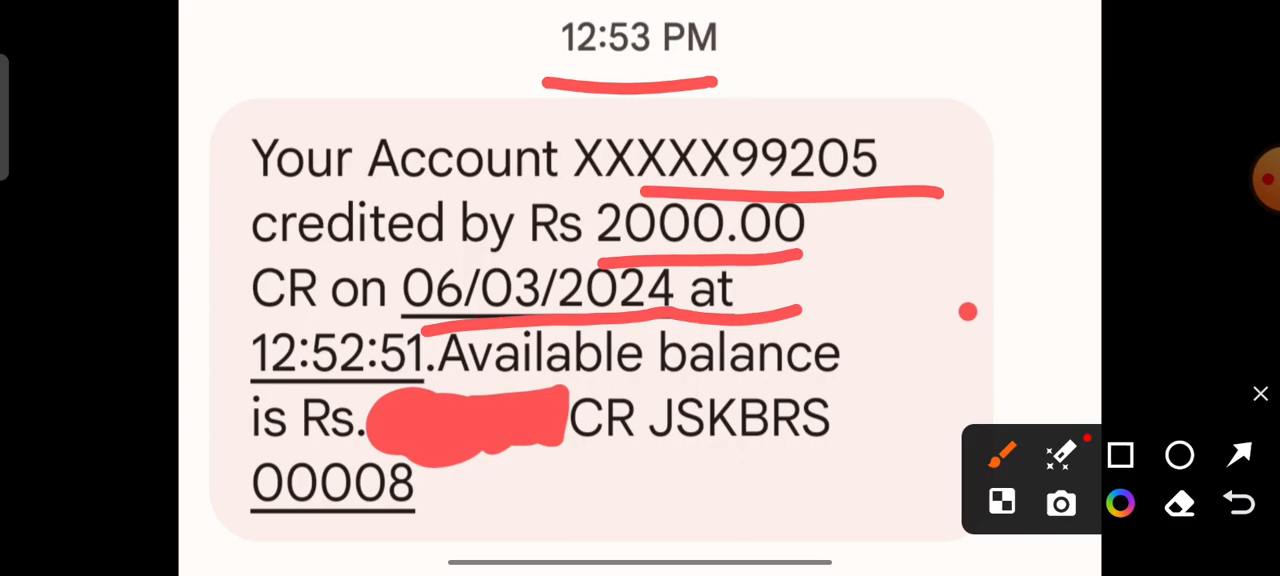 12:53 PM
Your Account XXXXX99205
credited by Rs 2000.00
CR on 06/03/2024 at
12:52:51.Available balance
is Rs. CR JSKBRS
00008